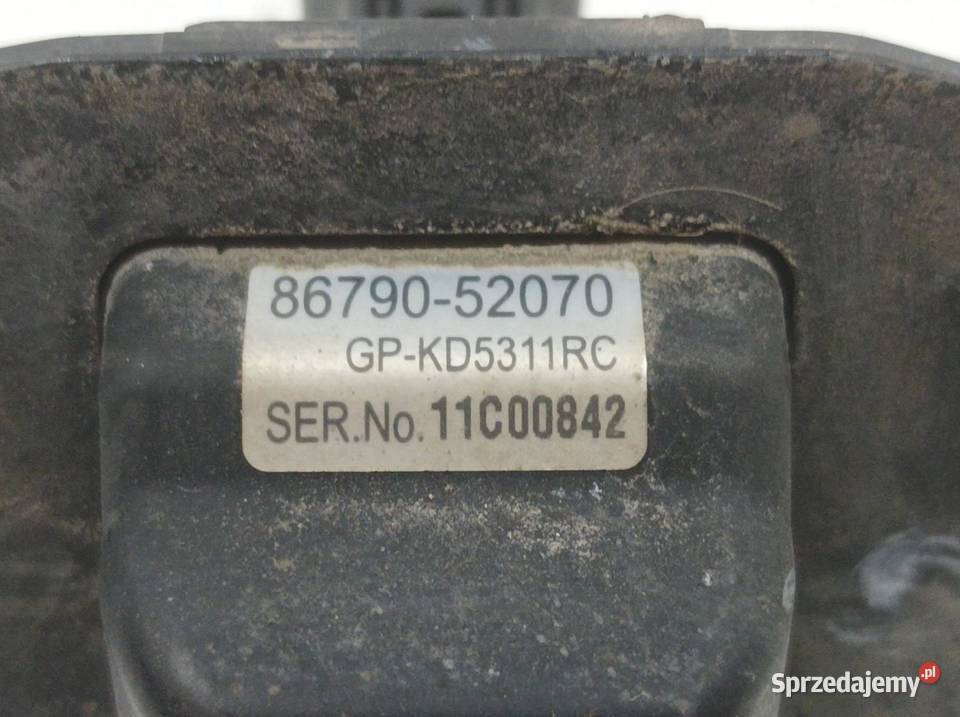 86790-52070
GP-KD5311RC
SER.No. 11C00842
Sprzedajemy.pl